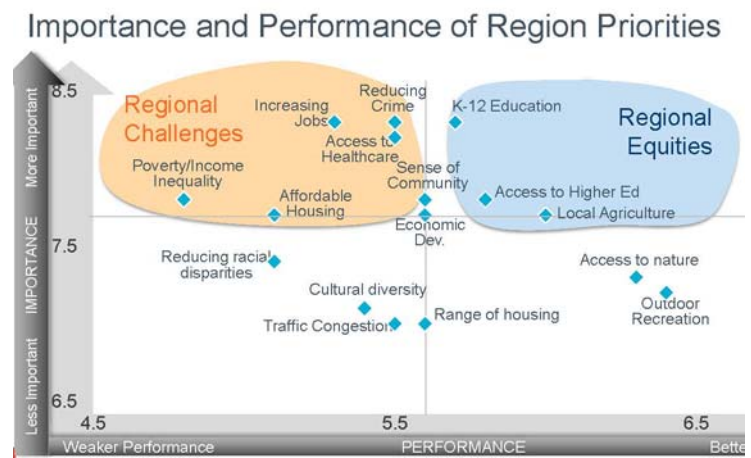 Importance and Performance of Region Priorities
More Important
IMPORTANCE
Less Important
8.5
7.5
6.5
Regional
Challenges
Increasing
Jobs
Reducing
Crime
Access to
Healthcare
K-12 Education
Regional
Equities
Poverty/Income
Inequality
Affordable
Housing
Sense of
Community
Access to Higher Ed
Local Agriculture
Economic
Dev.
Reducing racial
disparities
Access to nature
Cultural diversity
Outdoor
Recreation
Traffic Congestion
Range of housing
4.5
5.5
6.5
Weaker Performance
PERFORMANCE
Bette